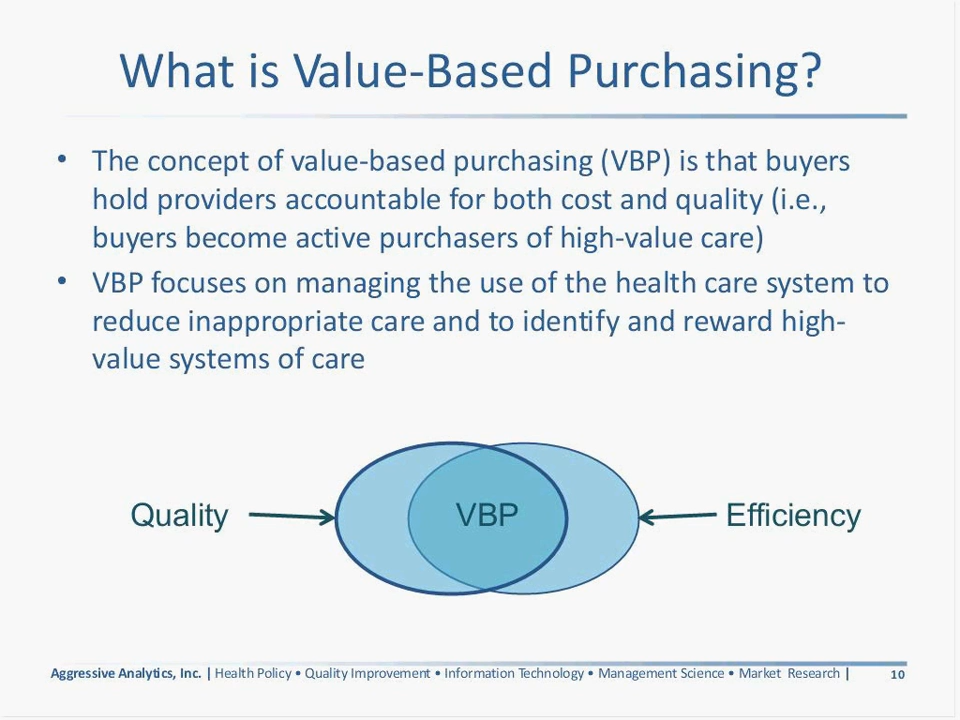 What is Value-Based Purchasing?
• The concept of value-based purchasing (VBP) is that buyers
hold providers accountable for both cost and quality (i.e.,
buyers become active purchasers of high-value care)
• VBP focuses on managing the use of the health care system to
reduce inappropriate care and to identify and reward high-
value systems of care
Quality VBP Efficiency
Aggressive Analytics, Inc. | Health Policy • Quality Improvement • Information Technology • Management Science • Market Research | 10